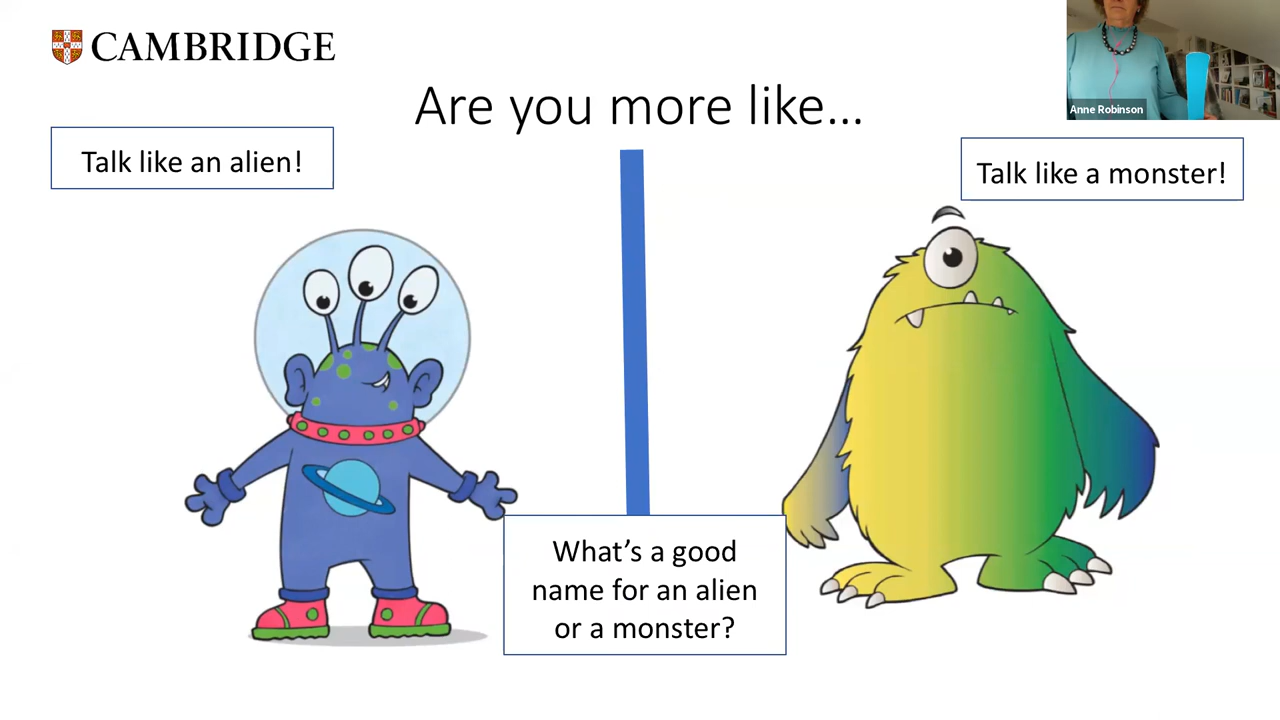 CAMBRIDGE
Anne Robinson
Are you more like...
Talk like an alien!
Talk like a monster!
What’s a good
name for an alien
or a monster?